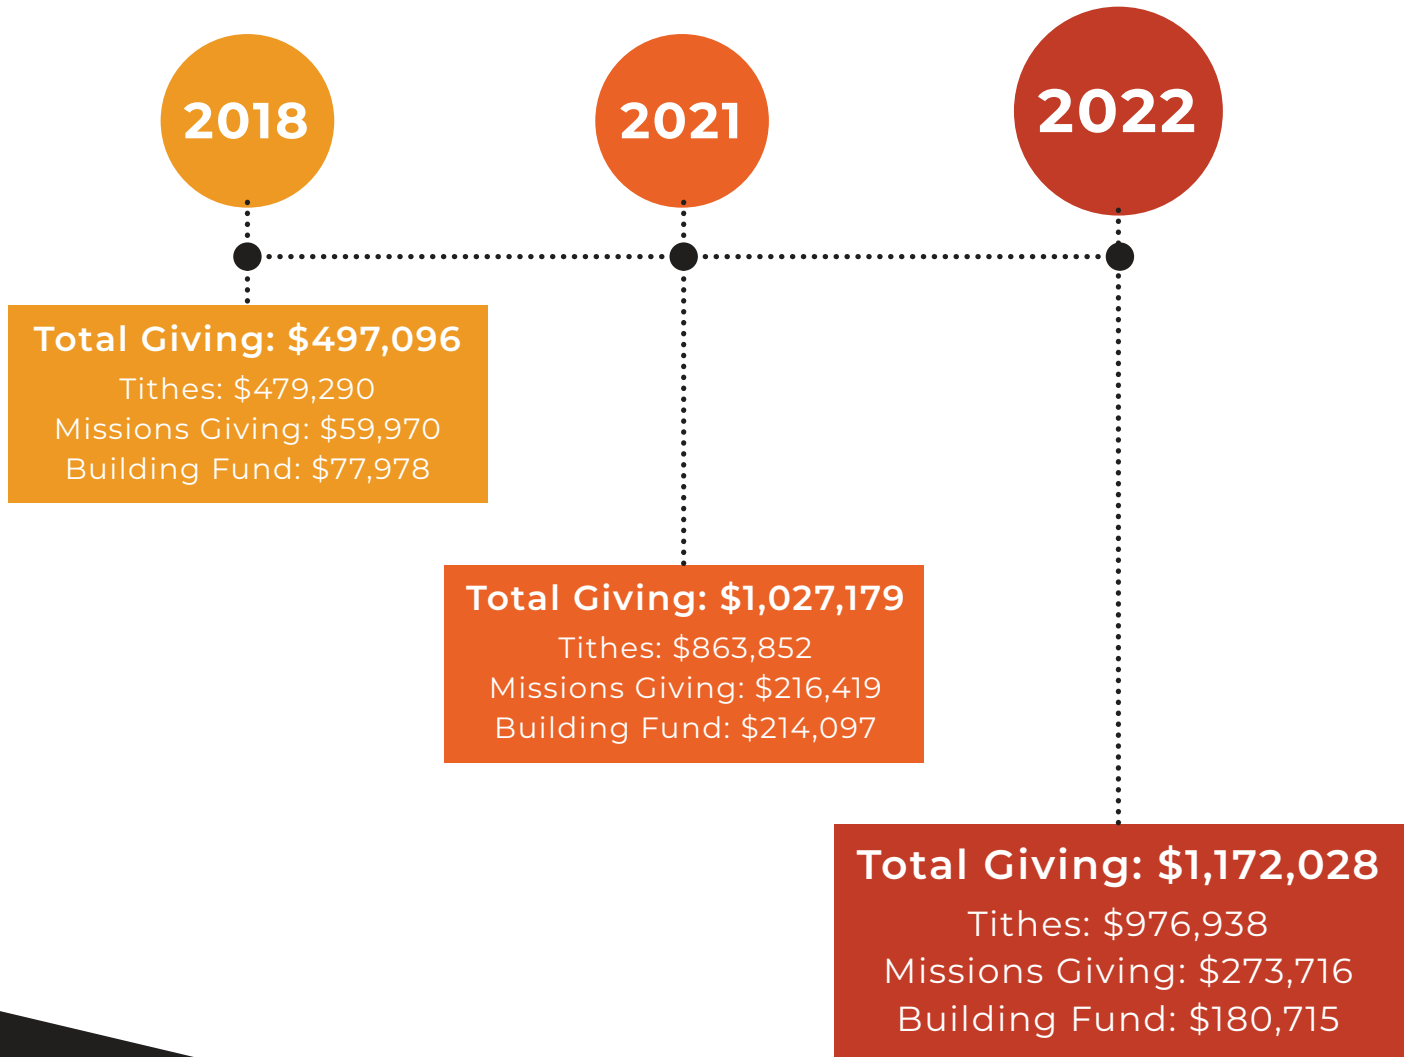 2018
Total Giving: $497,096
Tithes: $479,290
Missions Giving: $59,970
Building Fund: $77,978
2021
Total Giving: $1,027,179
Tithes: $863,852
Missions Giving: $216,419
Building Fund: $214,097
2022
Total Giving: $1,172,028
Tithes: $976,938
Missions Giving: $273,716
Building Fund: $180,715